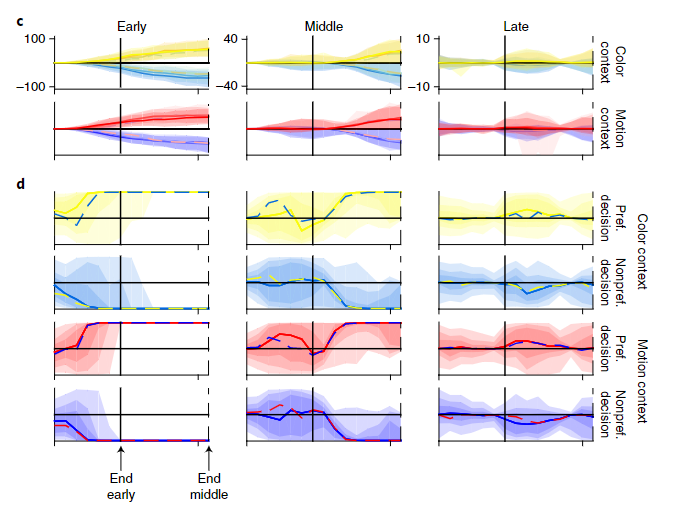 c
Early
Middle
Late
100
−100
40
−40
10
−10
Color
context
Motion
context
d
Pref.
decision
Nonpref.
decision
Color context
Pref.
decision
Nonpref.
decision
Motion context
End
early
End
middle